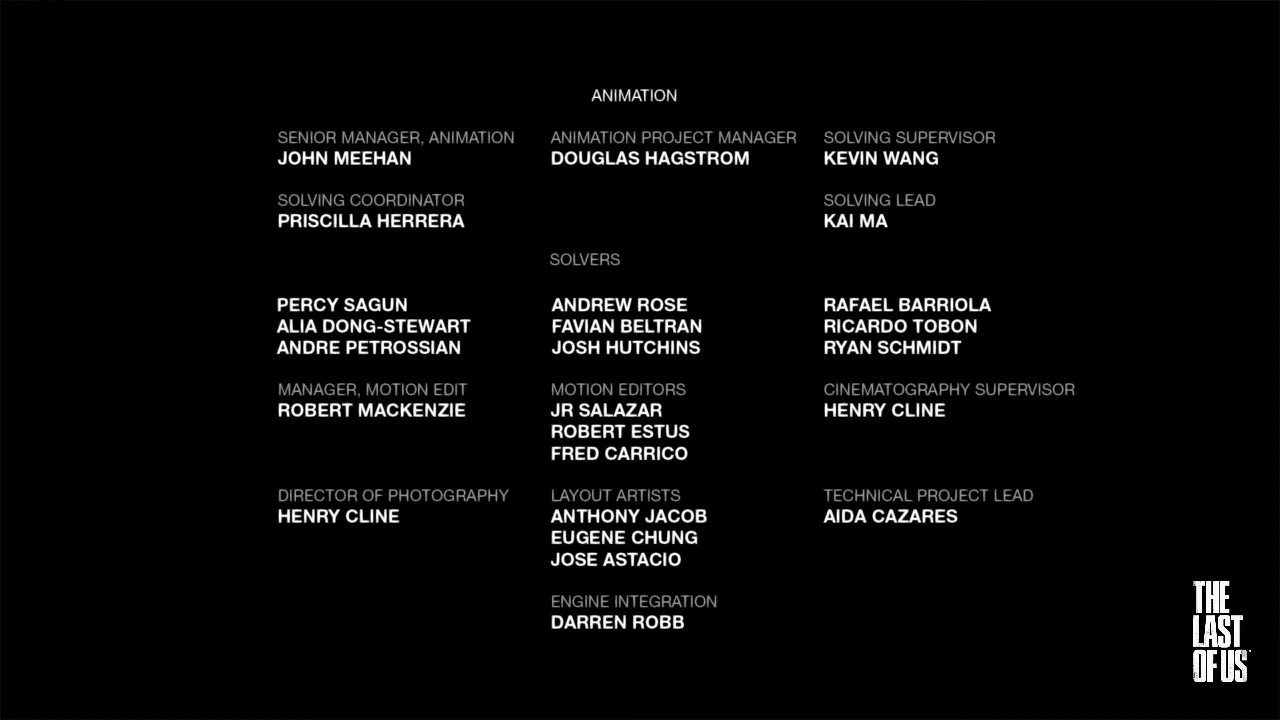 ANIMATION
SENIOR MANAGER, ANIMATION
JOHN MEEHAN
ANIMATION PROJECT MANAGER
DOUGLAS HAGSTROM
SOLVING SUPERVISOR
KEVIN WANG
SOLVING COORDINATOR
PRISCILLA HERRERA
SOLVING LEAD
KAI MA
SOLVERS
PERCY SAGUN
ALIA DONG-STEWART
ANDRE PETROSSIAN
ANDREW ROSE
FAVIAN BELTRAN
JOSH HUTCHINS
RAFAEL BARRIOLA
RICARDO TOBON
RYAN SCHMIDT
MANAGER, MOTION EDIT
ROBERT MACKENZIE
MOTION EDITORS
JR SALAZAR
ROBERT ESTUS
FRED CARRICO
CINEMATOGRAPHY SUPERVISOR
HENRY CLINE
DIRECTOR OF PHOTOGRAPHY
HENRY CLINE
LAYOUT ARTISTS
ANTHONY JACOB
EUGENE CHUNG
JOSE ASTACIO
TECHNICAL PROJECT LEAD
AIDA CAZARES
ENGINE INTEGRATION
DARREN ROBB
THE
LAST
OF US